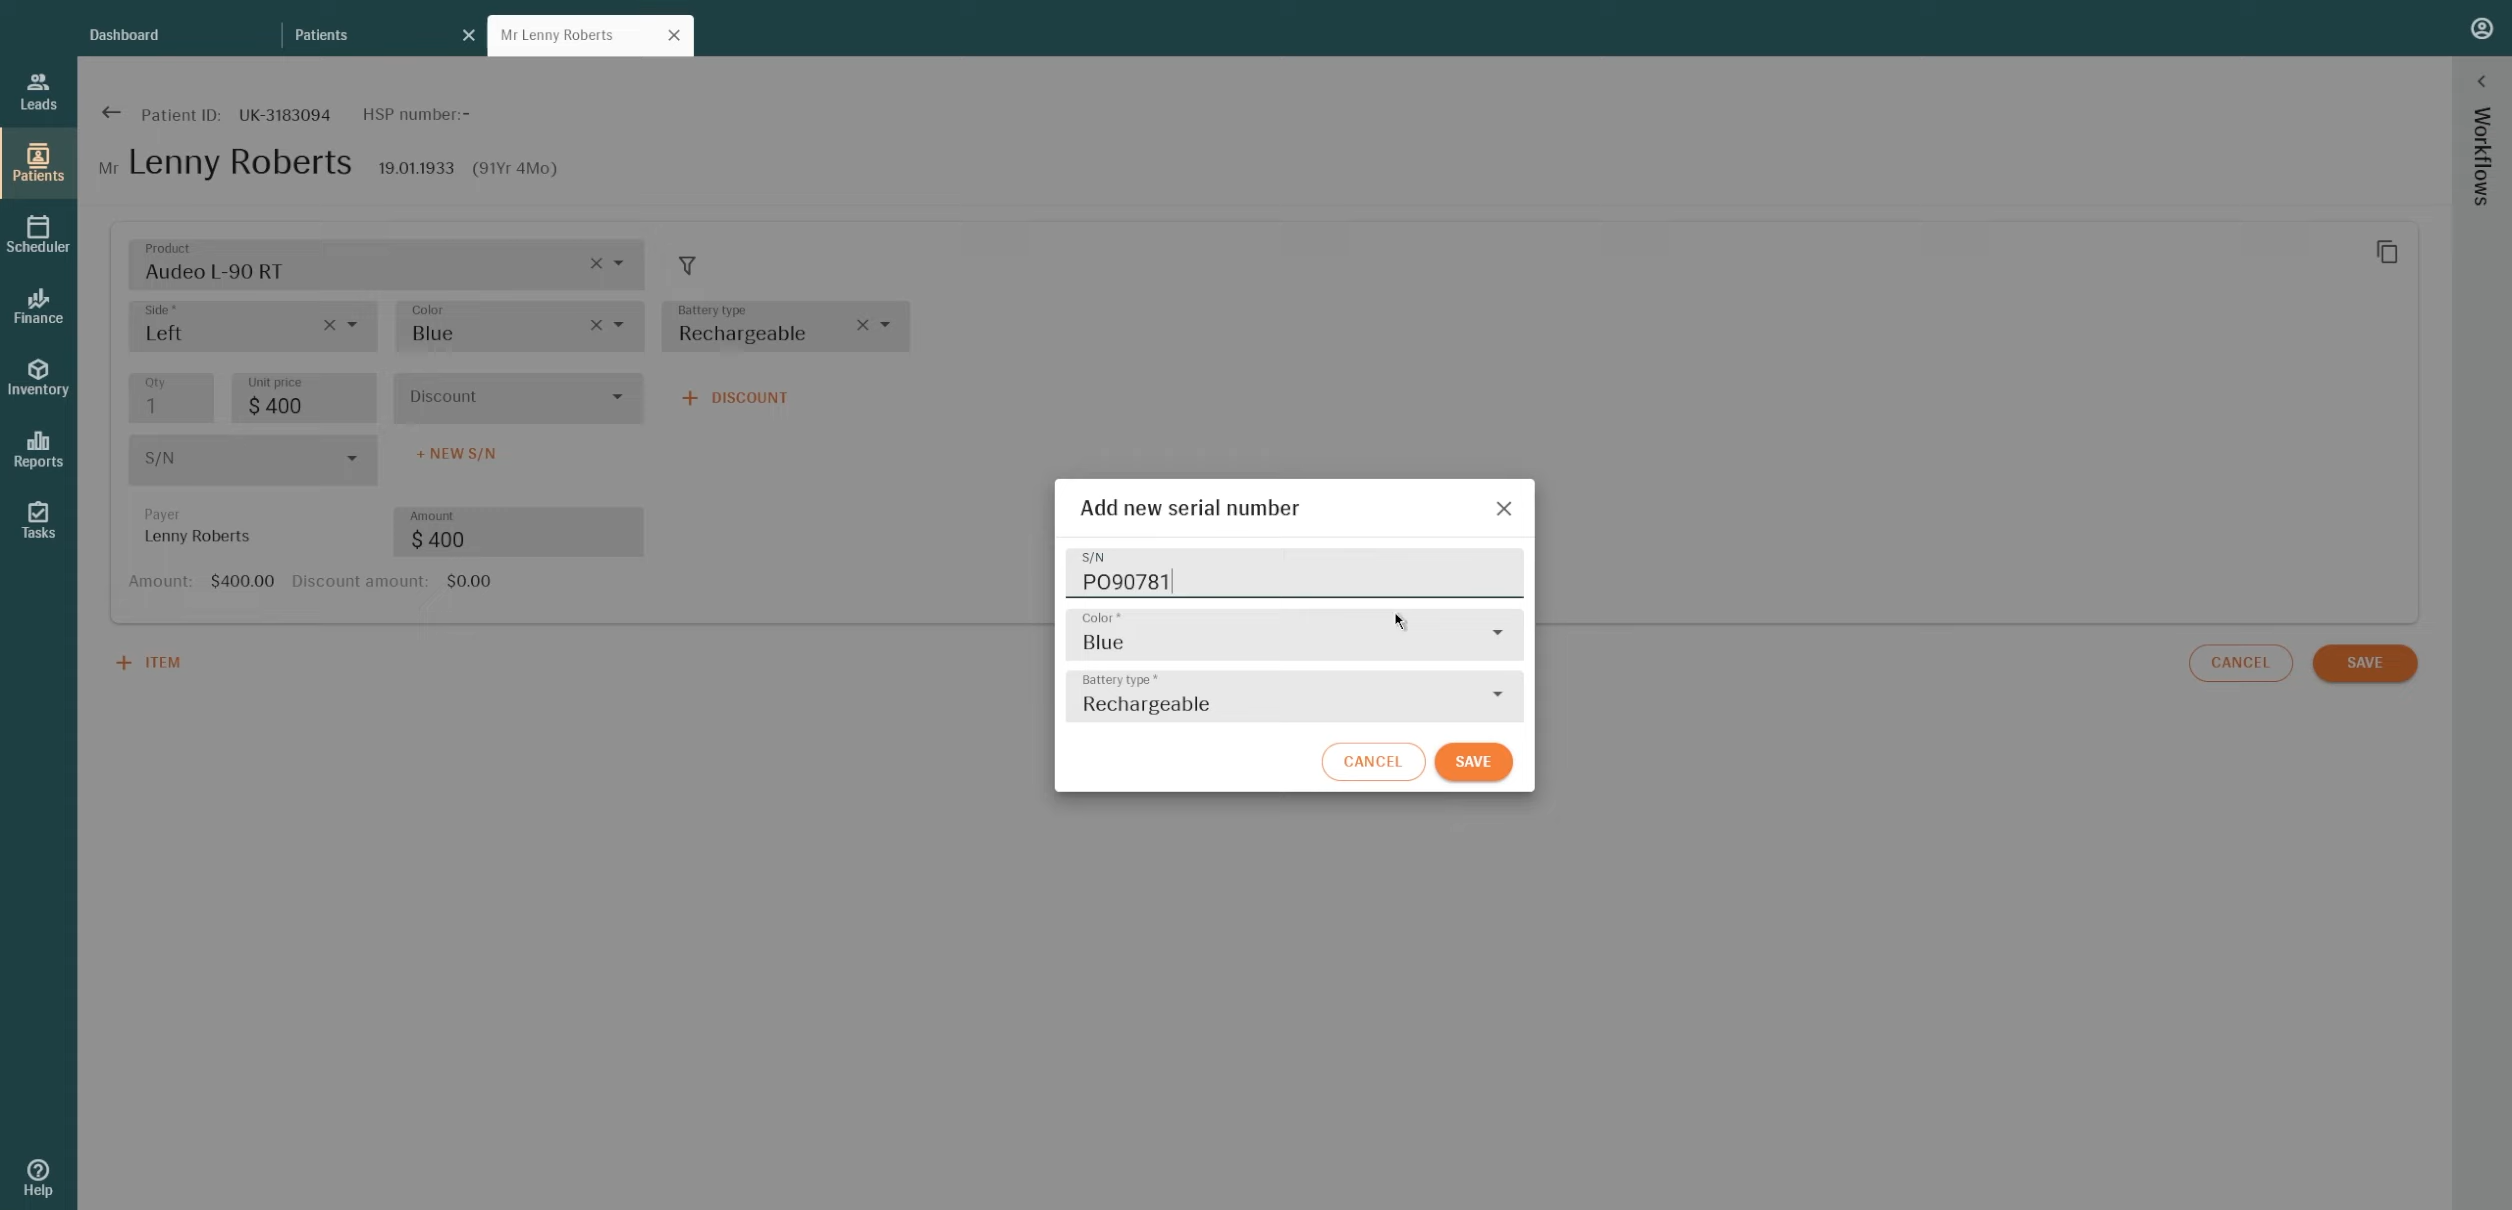 Dashboard
Patients
Mr Lenny Roberts
Leads
Patients
Scheduler
Finance
Inventory
Reports
Tasks
Help
Workflows
Patient ID: UK-3183094 HSP number:-
Mr Lenny Roberts 19.01.1933 (91Yr 4Mo)
Product
Audeo L-90 RT
Side * Color Battery type
Left Blue Rechargeable
Qty Unit price
1 $ 400 Discount + DISCOUNT
S/N + NEW S/N
Payer Amount
Lenny Roberts $ 400
Amount: $400.00 Discount amount: $0.00
+ ITEM
CANCEL SAVE
Add new serial number
S/N
PO90781
Color *
Blue
Battery type *
Rechargeable
CANCEL SAVE